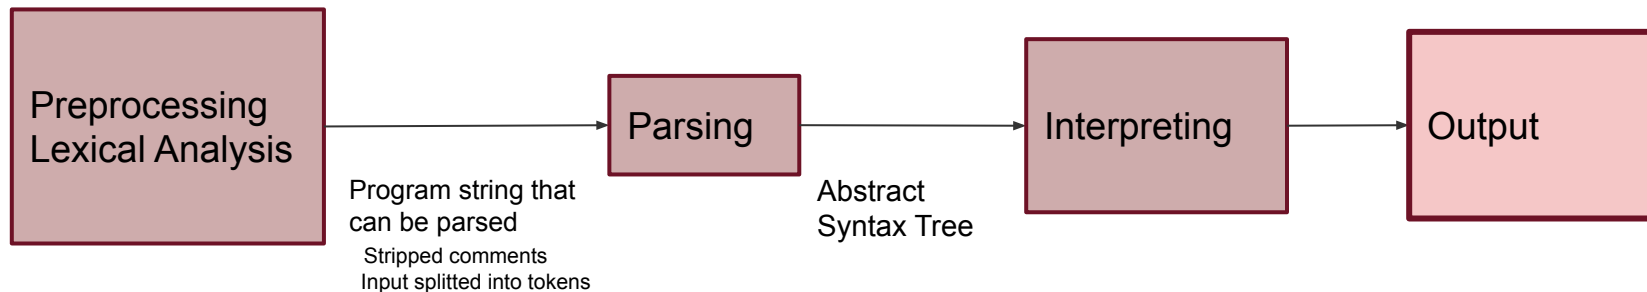 Preprocessing
Lexical Analysis
Program string that
can be parsed
Stripped comments
Input splitted into tokens
Parsing
Abstract
Syntax Tree
Interpreting
Output